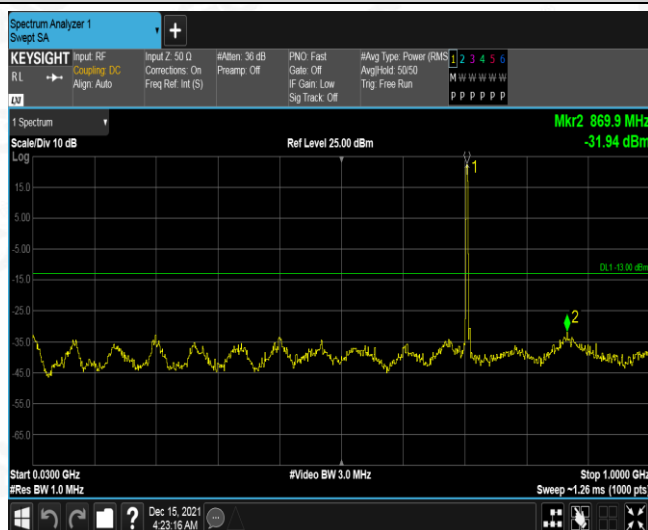 Spectrum Analyzer 1
Swept SA
KEYSIGHT
RL
LXI
Input: RF
Coupling: DC
Align: Auto
Input Z: 50 Ω
Corrections: On
Freq Ref: Int (S)
#Atten: 36 dB
Preamp: Off
PNO: Fast
Gate: Off
IF Gain: Low
Sig Track: Off
#Avg Type: Power (RMS
Avg|Hold: 50/50
Trig: Free Run
1 2 3 4 5 6
M W W W W W
P P P P P P
1 Spectrum
Scale/Div 10 dB
Ref Level 25.00 dBm
Mkr2 869.9 MHz
-31.94 dBm
Log
1
15.0
5.00
-5.00
DL1 -13.00 dBm
-15.0
-25.0
2
-35.0
-45.0
-55.0
-65.0
Start 0.0300 GHz
#Video BW 3.0 MHz
Stop 1.0000 GHz
#Res BW 1.0 MHz
Sweep ~1.26 ms (1000 pts)
?
Dec 15, 2021
4:23:16 AM